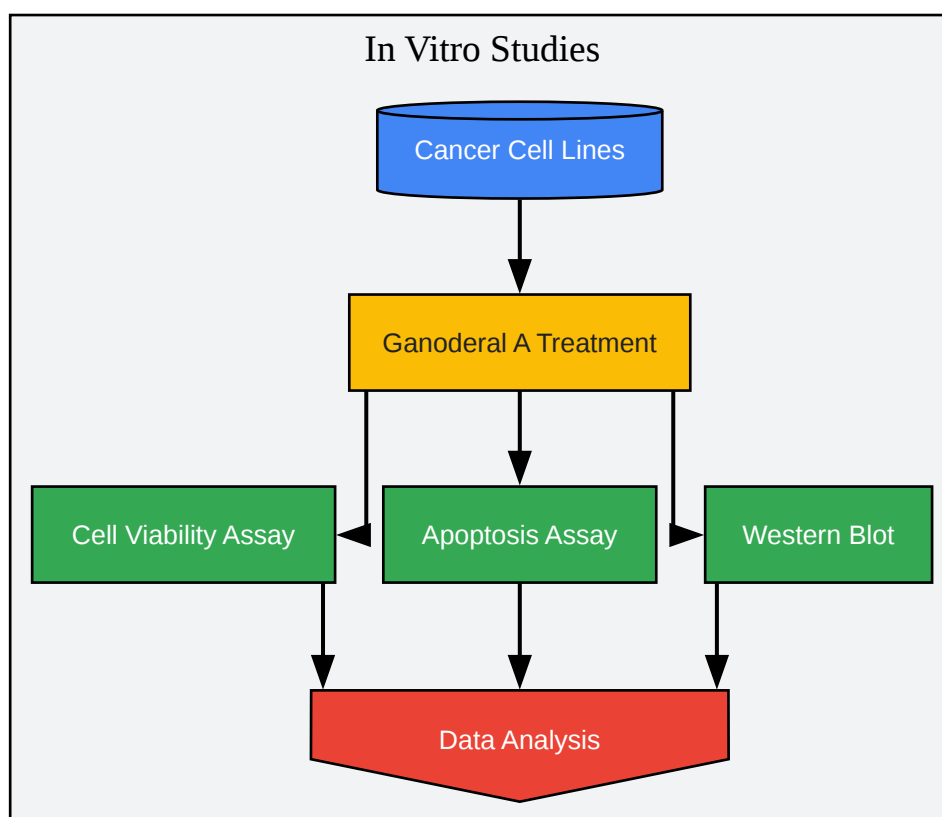 In Vitro Studies
Cancer Cell Lines
Ganoderal A Treatment
Cell Viability Assay
Apoptosis Assay
Western Blot
Data Analysis